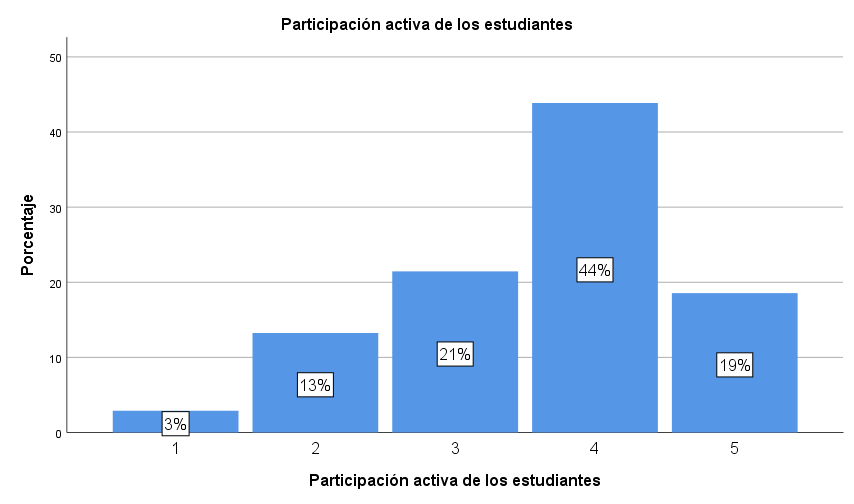 Participación activa de los estudiantes
Porcentaje
50
40
30
20
10
0
3%
13%
21%
44%
19%
1 2 3 4 5
Participación activa de los estudiantes